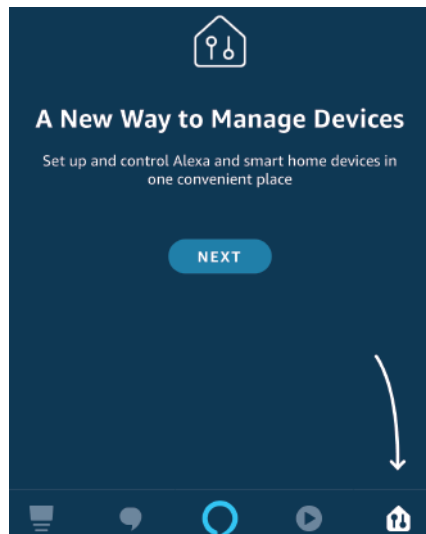 A New Way to Manage Devices
Set up and control Alexa and smart home devices in
one convenient place
NEXT